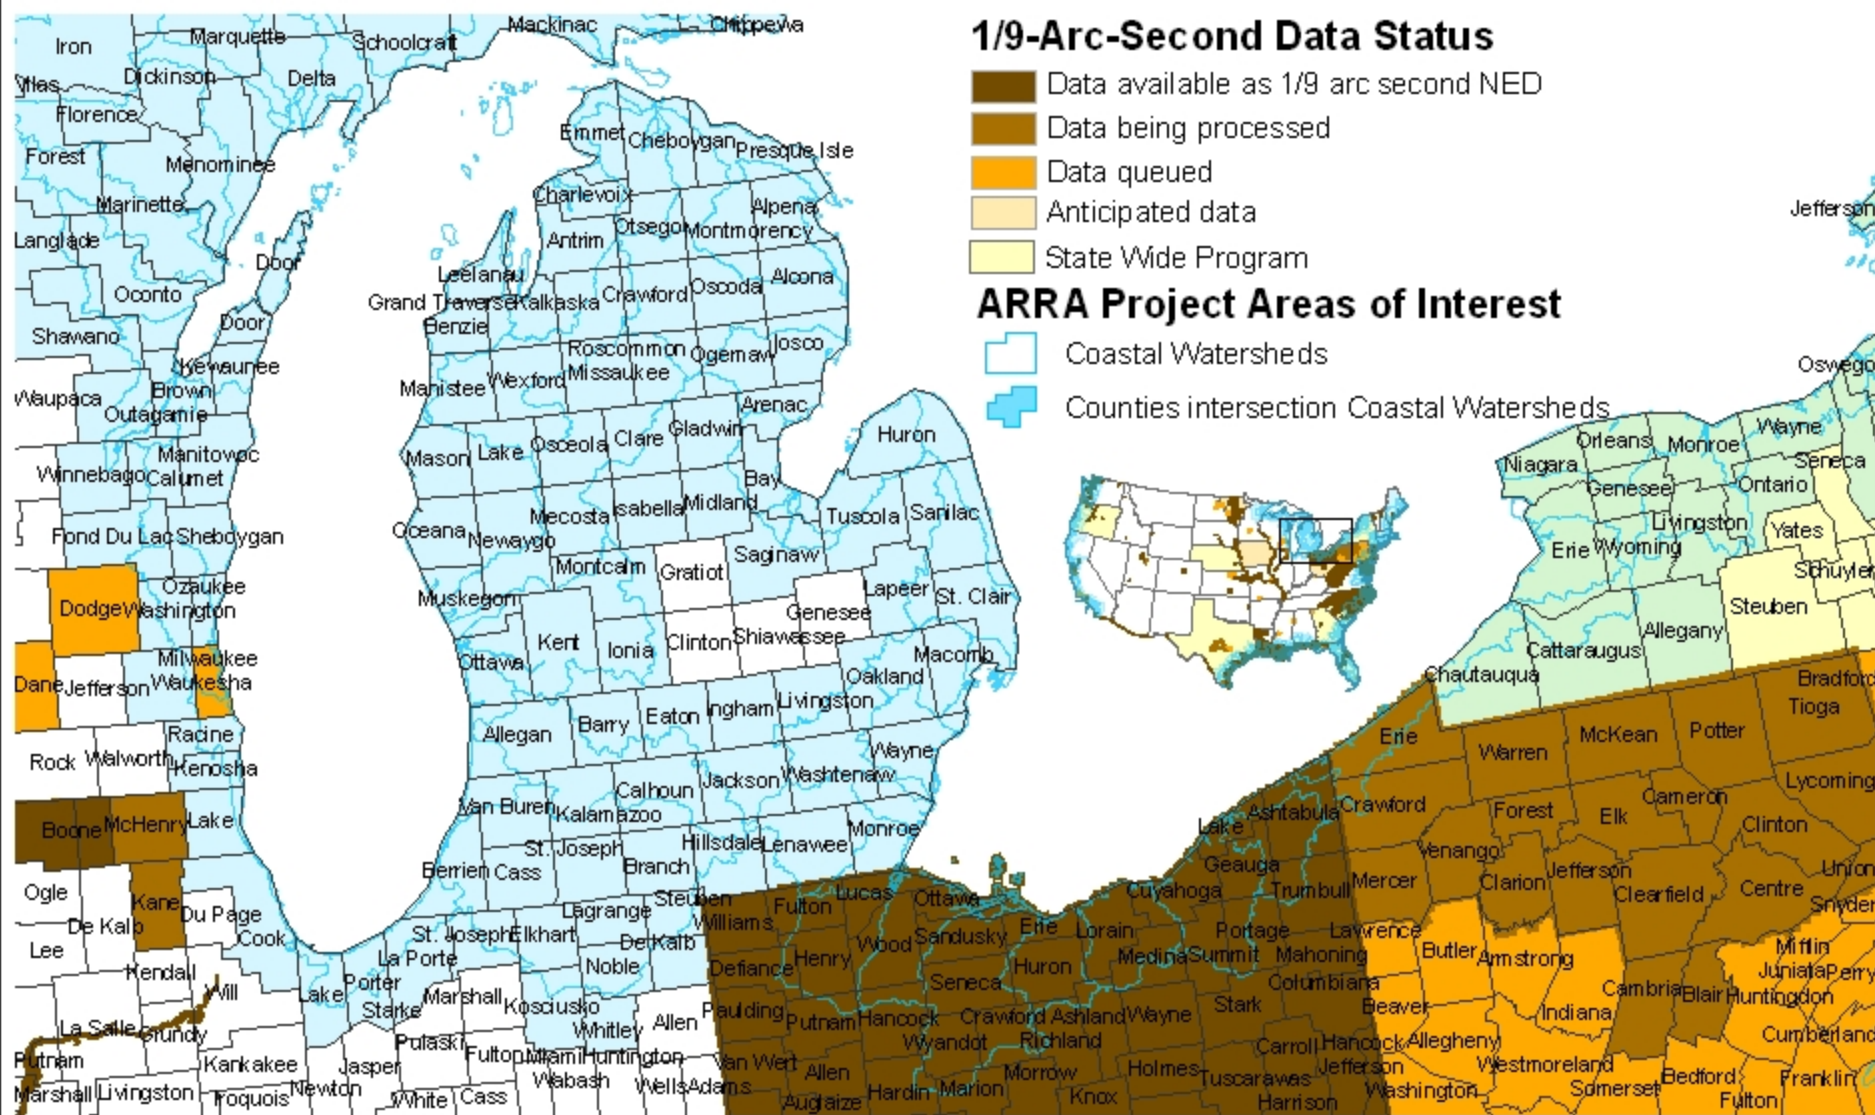 1/9-Arc-Second Data Status
Data available as 1/9 arc second NED
Data being processed
Data queued
Anticipated data
State Wide Program
ARRA Project Areas of Interest
Coastal Watersheds
Counties intersection Coastal Watersheds
Iron
Marquette
Schoolcraft
Mackinac
Chippewa
Dickinson
Delta
Florence
Forest
Menominee
Marinette
Langlade
Door
Oconto
Door
Shawano
Kewaunee
Waupaca
Brown
Outagamie
Manitowoc
Winnebago
Calumet
Fond Du Lac
Sheboygan
Ozaukee
Dodge
Washington
Milwaukee
Dane
Jefferson
Waukesha
Racine
Rock
Walworth
Kenosha
Boone
McHenry
Lake
Ogle
Kane
De Kalb
Du Page
Cook
Lee
Kendall
Will
La Salle
Grundy
Putnam
Kankakee
Marshall
Livingston
Iroquois
Newton
Emmet
Cheboygan
Presque Isle
Charlevoix
Alpena
Antrim
Otsego
Montmorency
Leelanau
Grand Traverse
Kalkaska
Crawford
Oscoda
Alcona
Benzie
Roscommon
Ogemaw
Iosco
Manistee
Wexford
Missaukee
Arenac
Mason
Lake
Osceola
Clare
Gladwin
Huron
Bay
Oceana
Newaygo
Mecosta
Isabella
Midland
Tuscola
Sanilac
Montcalm
Gratiot
Saginaw
Muskegon
Genesee
Lapeer
St. Clair
Kent
Ionia
Clinton
Shiawassee
Ottawa
Macomb
Oakland
Allegan
Barry
Eaton
Ingham
Livingston
Wayne
Van Buren
Kalamazoo
Calhoun
Jackson
Washtenaw
Berrien
Cass
St. Joseph
Branch
Hillsdale
Lenawee
Monroe
Lagrange
Steuben
St. Joseph
Elkhart
De Kalb
La Porte
Noble
Porter
Lake
Starke
Marshall
Kosciusko
Whitley
Allen
Pulaski
Fulton
Miami
Huntington
Jasper
Wabash
Wells
Adams
White
Cass
Williams
Fulton
Lucas
Ottawa
Defiance
Henry
Wood
Sandusky
Erie
Lorain
Cuyahoga
Lake
Ashtabula
Geauga
Trumbull
Portage
Medina
Summit
Mahoning
Seneca
Huron
Columbiana
Paulding
Putnam
Hancock
Crawford
Ashland
Wayne
Stark
Wyandot
Richland
Carroll
Hancock
Jefferson
Van Wert
Allen
Hardin
Marion
Morrow
Knox
Holmes
Tuscarawas
Harrison
Auglaize
Jefferson
Oswego
Wayne
Orleans
Monroe
Niagara
Genesee
Ontario
Seneca
Livingston
Erie
Wyoming
Yates
Schuyler
Steuben
Allegany
Cattaraugus
Chautauqua
Bradford
Tioga
Erie
Warren
McKean
Potter
Crawford
Forest
Elk
Cameron
Lycoming
Clinton
Venango
Mercer
Clarion
Jefferson
Clearfield
Centre
Union
Snyder
Lawrence
Butler
Armstrong
Mifflin
Juniata
Perry
Beaver
Indiana
Cambria
Blair
Huntingdon
Allegheny
Cumberland
Westmoreland
Washington
Somerset
Bedford
Fulton
Franklin